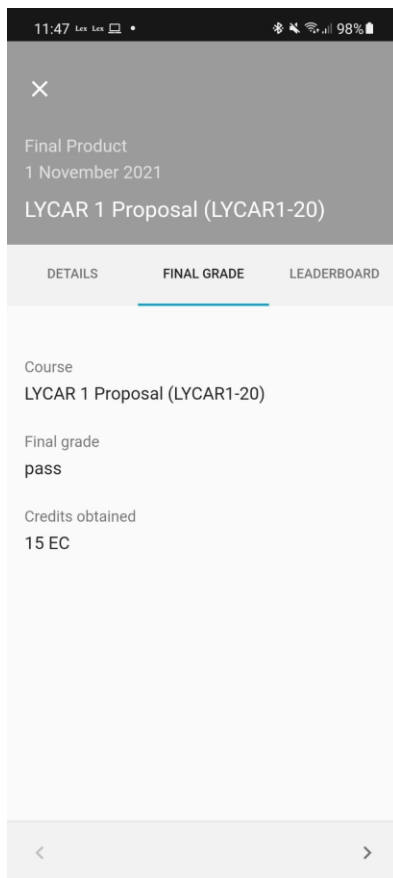 11:47 Lex Lex 98%
Final Product
1 November 2021
LYCAR 1 Proposal (LYCAR1-20)
DETAILS FINAL GRADE LEADERBOARD
Course
LYCAR 1 Proposal (LYCAR1-20)
Final grade
pass
Credits obtained
15 EC